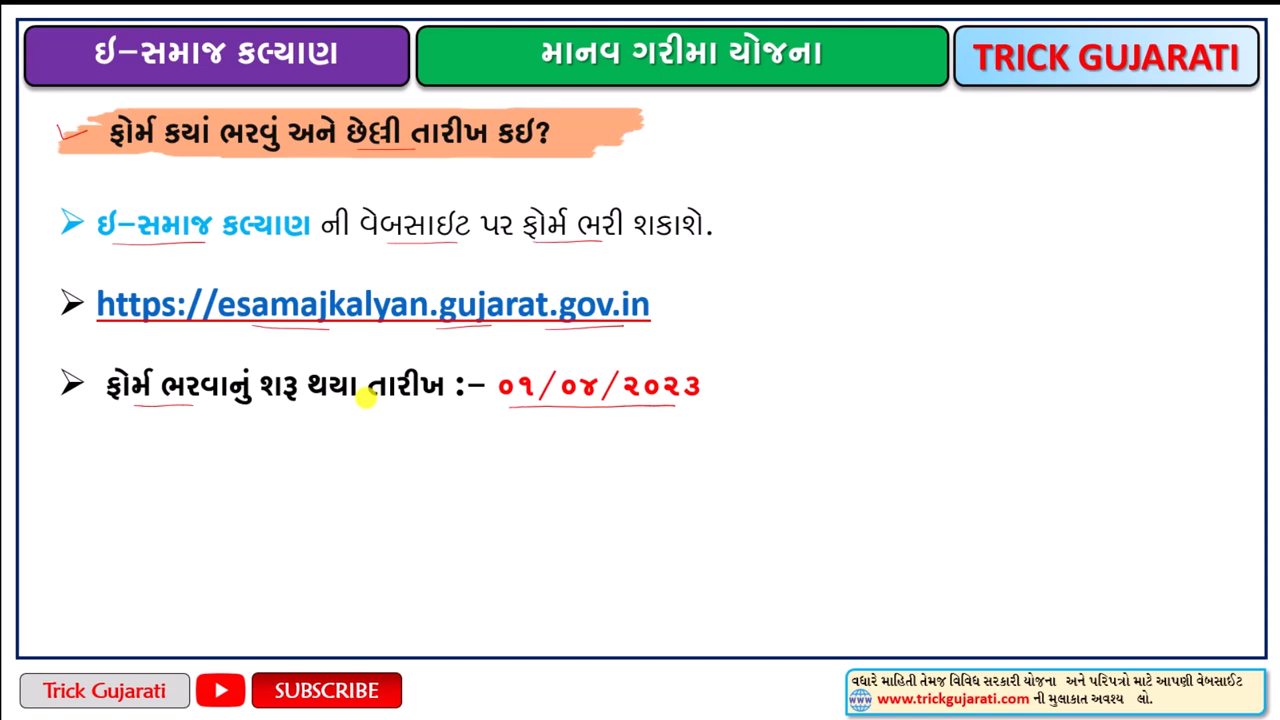 ઇ-સમાજ કલ્યાણ
માનવ ગરીમા યોજના
TRICK GUJARATI
ફોર્મ કયાં ભરવું અને છેલ્લી તારીખ કઇ?
ઇ-સમાજ કલ્યાણ ની વેબસાઈટ પર ફોર્મ ભરી શકાશે.
https://esamajkalyan.gujarat.gov.in
ફોર્મ ભરવાનું શરૂ થયા તારીખ :- ૦૧/૦૪/૨૦૨૩
Trick Gujarati
SUBSCRIBE
વધારે માહિતી તેમજ વિવિધ સરકારી યોજના અને પરિપત્રો માટે આપણી વેબસાઈટ
www.trickgujarati.com ની મુલાકાત અવશ્ય લો.